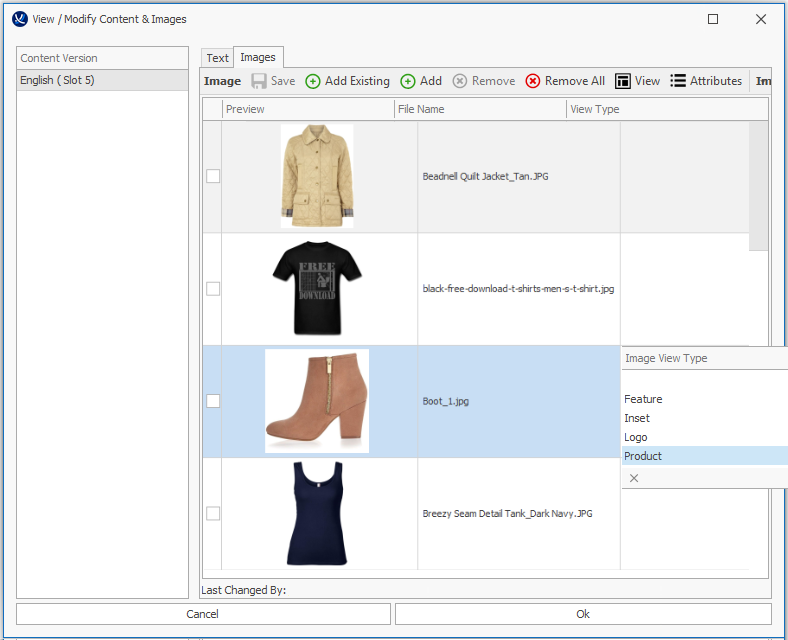 View / Modify Content & Images
Content Version
English ( Slot 5)
Text Images
Image Save Add Existing Add Remove Remove All View Attributes Im
Preview File Name View Type
Beadnell Quilt Jacket_Tan.JPG
FREE
DOWNLOAD
black-free-download-t-shirts-men-s-t-shirt.jpg
Boot_1.jpg
Image View Type
Feature
Inset
Logo
Product
Breezy Seam Detail Tank_Dark Navy.JPG
Last Changed By:
Cancel Ok